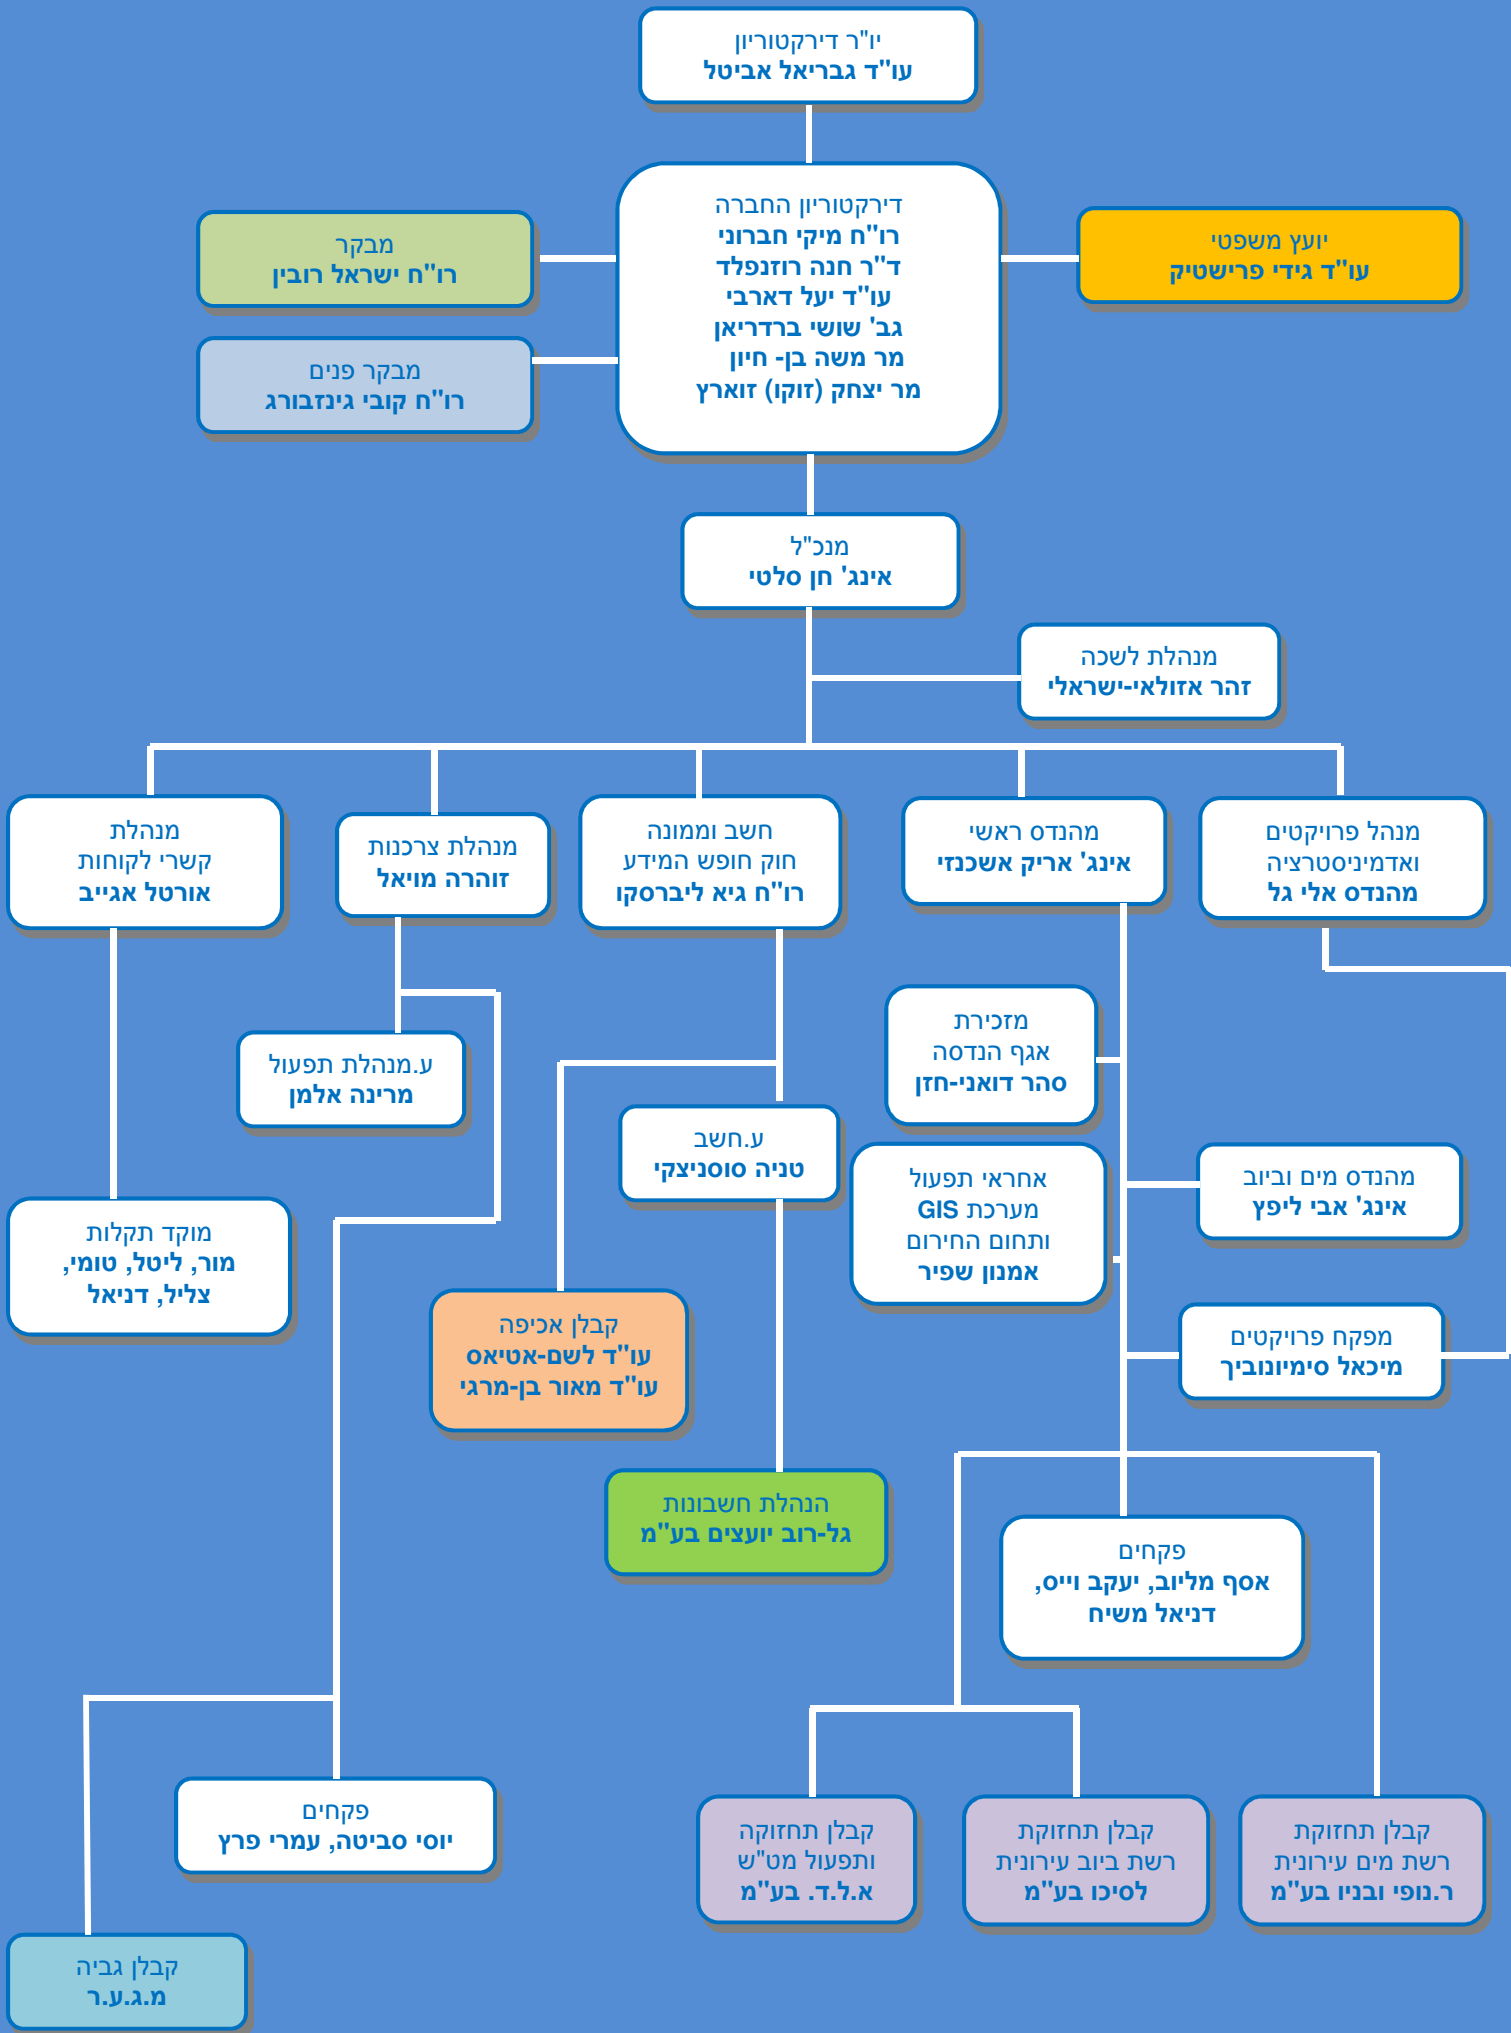 יו"ר דירקטוריון
עו"ד גבריאל אביטל
דירקטוריון החברה
רו"ח מיקי חברוני
ד"ר חנה רוזנפלד
עו"ד יעל דארבי
גב' שושי ברדריאן
מר משה בן- חיון
מר יצחק (זוקו) זוארץ
יועץ משפטי
עו"ד גידי פרישטיק
מבקר
רו"ח ישראל רובין
מבקר פנים
רו"ח קובי גינזבורג
מנכ"ל
אינג' חן סלטי
מנהלת לשכה
זהר אזולאי-ישראלי
מנהל פרויקטים
ואדמיניסטרציה
מהנדס אלי גל
מהנדס ראשי
אינג' אריק אשכנזי
חשב וממונה
חוק חופש המידע
רו"ח גיא ליברסקו
מנהלת צרכנות
זוהרה מויאל
מנהלת
קשרי לקוחות
אורטל אגייב
מזכירת
אגף הנדסה
סהר דואני-חזן
ע.מנהלת תפעול
מרינה אלמן
ע.חשב
טניה סוסניצקי
מהנדס מים וביוב
אינג' אבי ליפץ
אחראי תפעול
מערכת GIS
ותחום החירום
אמנון שפיר
מוקד תקלות
מור, ליטל, טומי,
צליל, דניאל
מפקח פרויקטים
מיכאל סימיונוביך
קבלן אכיפה
עו"ד לשם-אטיאס
עו"ד מאור בן-מרגי
הנהלת חשבונות
גל-רוב יועצים בע"מ
פקחים
אסף מליוב, יעקב וייס,
דניאל משיח
פקחים
יוסי סביטה, עמרי פרץ
קבלן תחזוקת
רשת מים עירונית
ר.נופי ובניו בע"מ
קבלן תחזוקת
רשת ביוב עירונית
לסיכו בע"מ
קבלן תחזוקה
ותפעול מט"ש
א.ל.ד. בע"מ
קבלן גביה
מ.ג.ע.ר